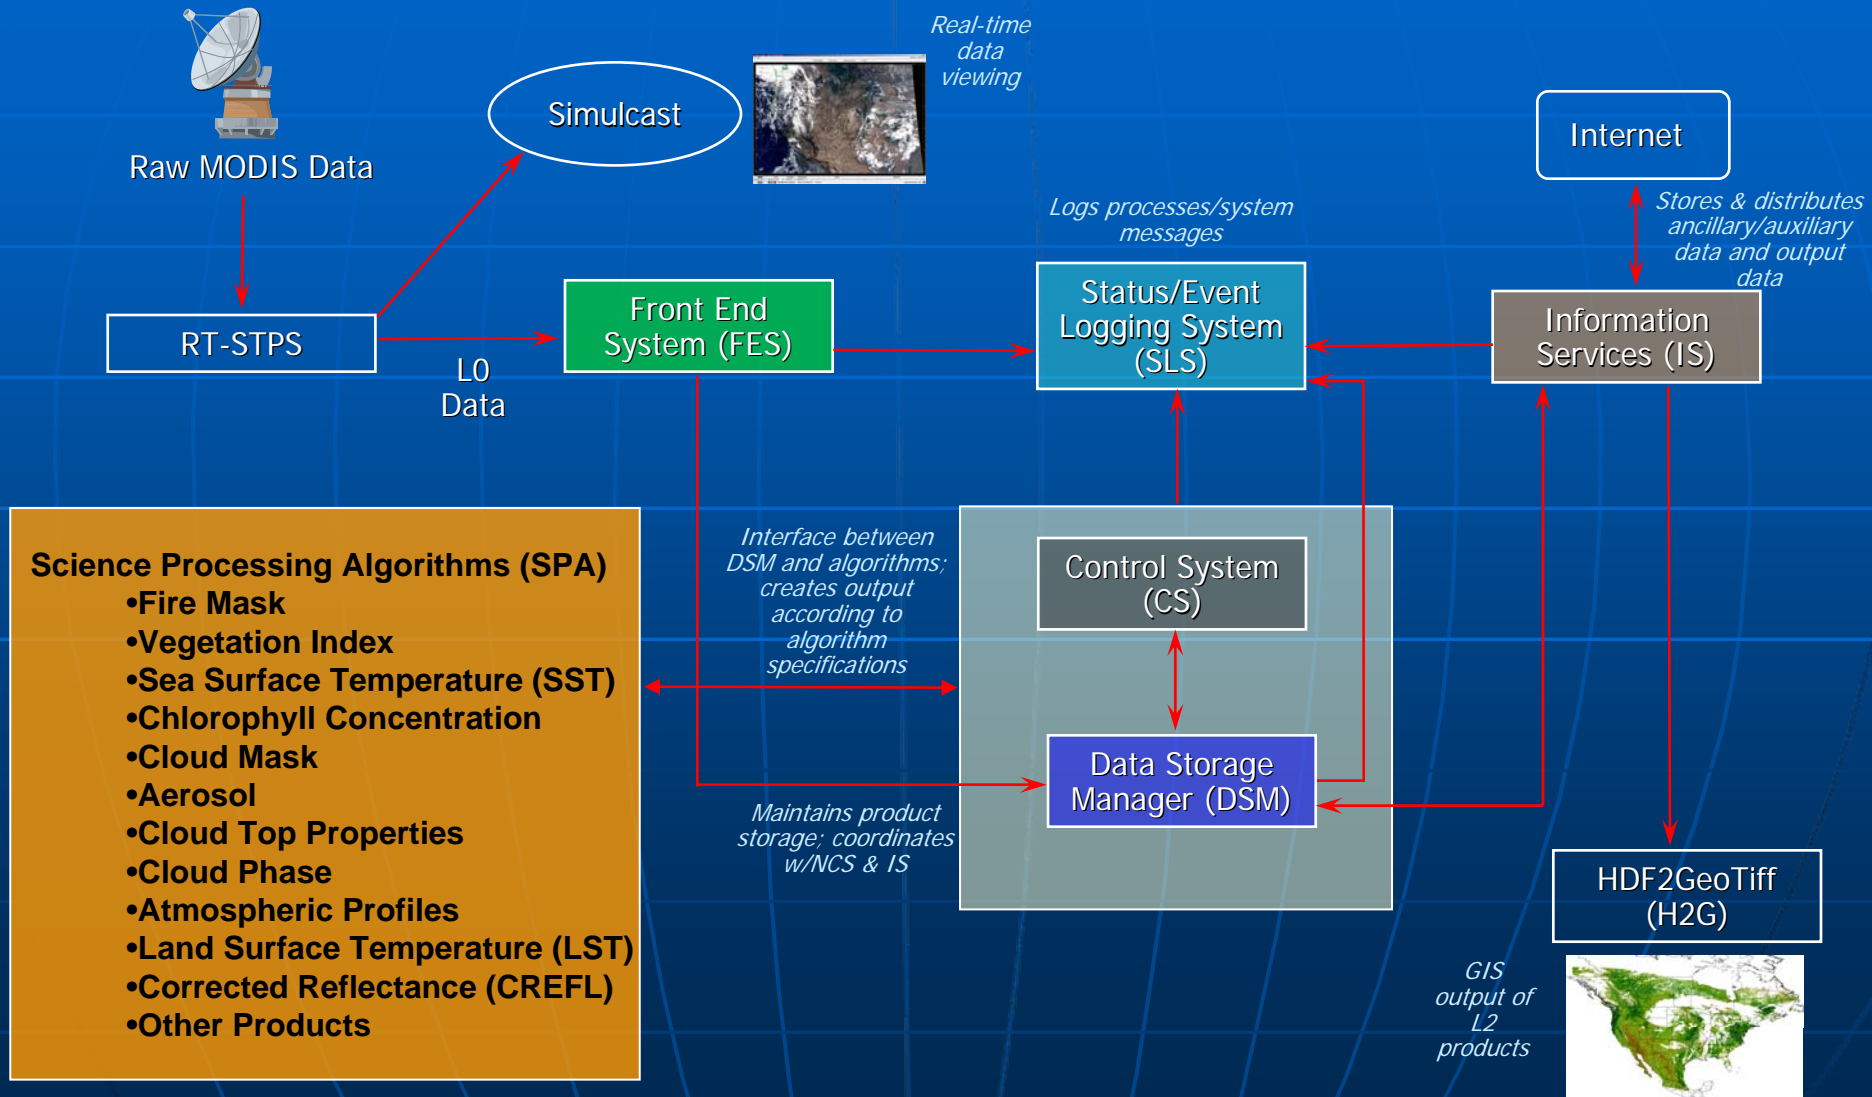 Real-time
data
viewing
Simulcast
Raw MODIS Data
Internet
Logs processes/system
messages
Stores & distributes
ancillary/auxiliary
data and output
data
RT-STPS
L0
Data
Front End
System (FES)
Status/Event
Logging System
(SLS)
Information
Services (IS)
Science Processing Algorithms (SPA)
•Fire Mask
•Vegetation Index
•Sea Surface Temperature (SST)
•Chlorophyll Concentration
•Cloud Mask
•Aerosol
•Cloud Top Properties
•Cloud Phase
•Atmospheric Profiles
•Land Surface Temperature (LST)
•Corrected Reflectance (CREFL)
•Other Products
Interface between
DSM and algorithms;
creates output
according to
algorithm
specifications
Control System
(CS)
Data Storage
Manager (DSM)
Maintains product
storage; coordinates
w/NCS & IS
HDF2GeoTiff
(H2G)
GIS
output of
L2
products